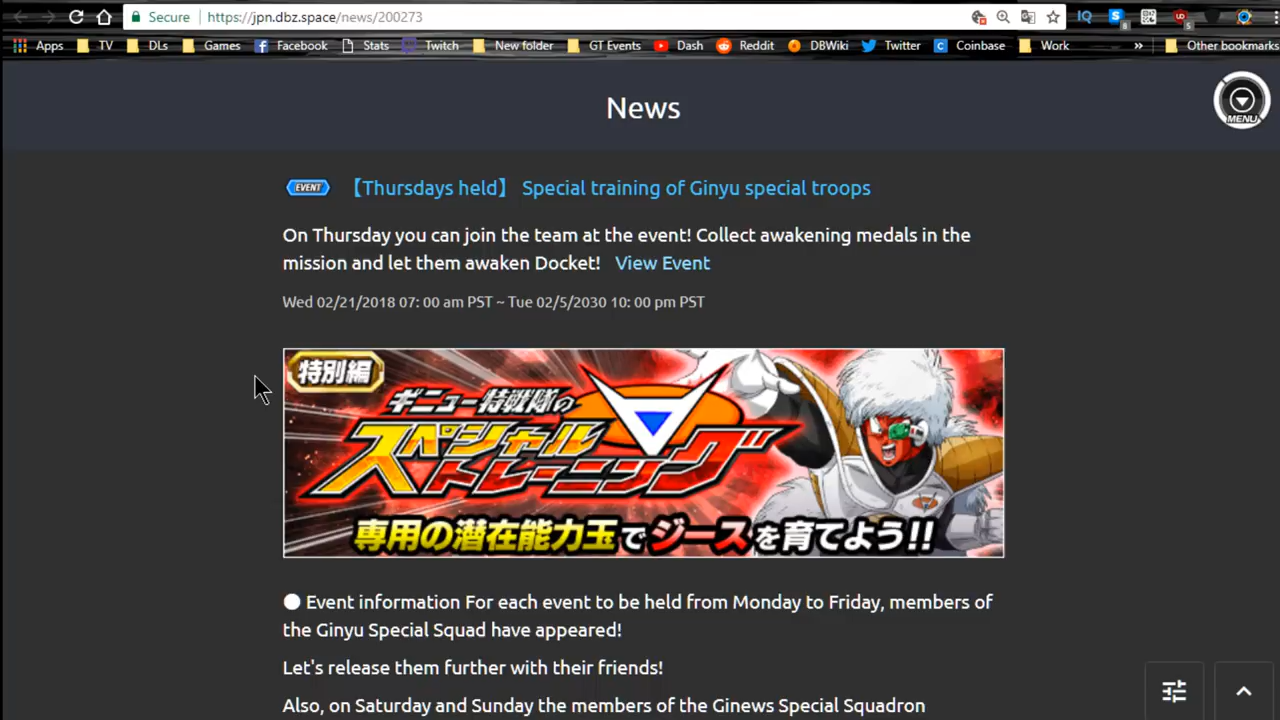 Secure https://jpn.dbz.space/news/200273
Apps TV DLs Games Facebook Stats Twitch New folder GT Events Dash Reddit DBWiki Twitter Coinbase Work » Other bookmarks
News
MENU
EVENT 【Thursdays held】 Special training of Ginyu special troops
On Thursday you can join the team at the event! Collect awakening medals in the
mission and let them awaken Docket! View Event
Wed 02/21/2018 07: 00 am PST ~ Tue 02/5/2030 10: 00 pm PST
特別編
ギニュー特戦隊の
スペシャル
トレーニング
専用の潜在能力玉でジースを育てよう!!
Event information For each event to be held from Monday to Friday, members of
the Ginyu Special Squad have appeared!
Let's release them further with their friends!
Also, on Saturday and Sunday the members of the Ginews Special Squadron